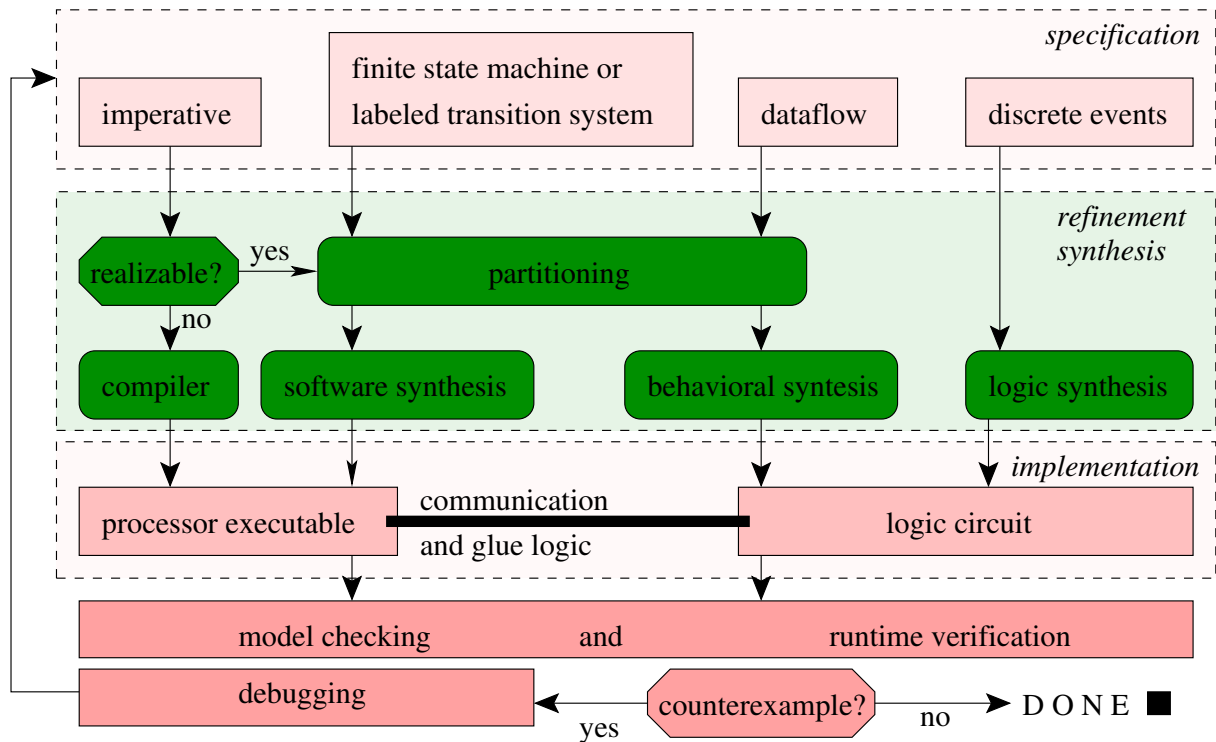 specification
imperative
finite state machine or
labeled transition system
dataflow
discrete events
refinement
synthesis
realizable?
yes
partitioning
no
compiler
software synthesis
behavioral syntesis
logic synthesis
implementation
processor executable
communication
and glue logic
logic circuit
model checking and runtime verification
debugging
yes
counterexample?
no
D O N E